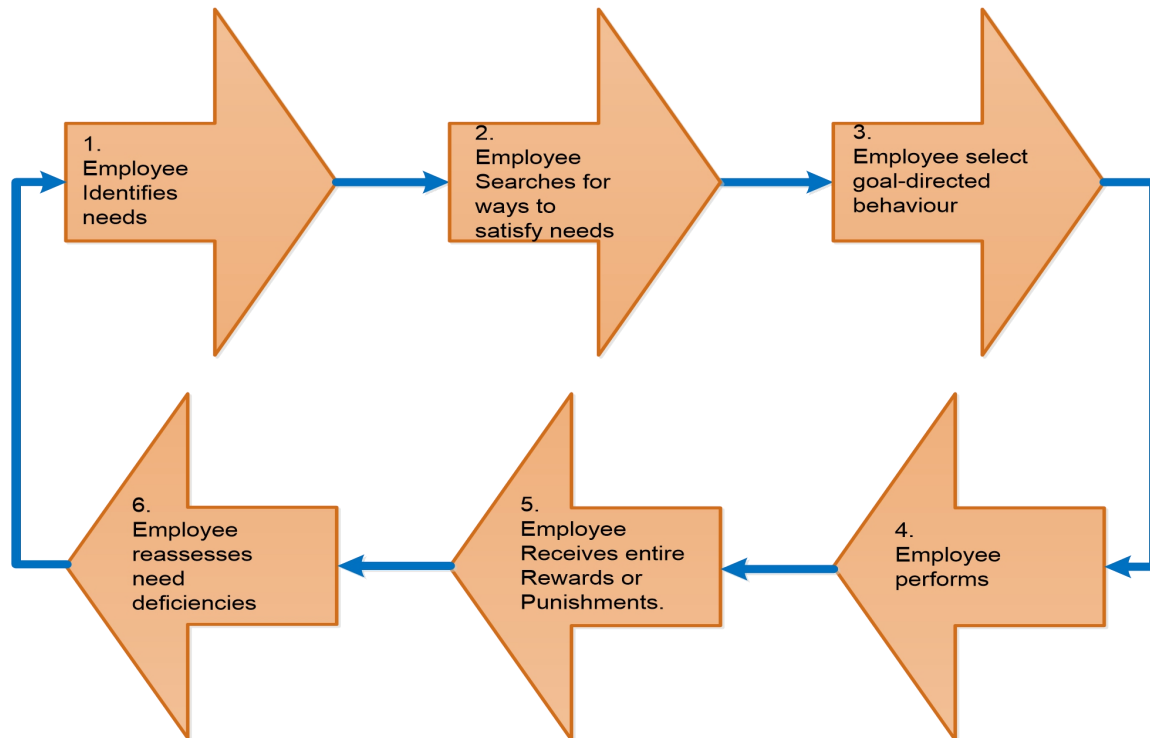 1.
Employee
Identifies
needs
2.
Employee
Searches for
ways to
satisfy needs
3.
Employee select
goal-directed
behaviour
4.
Employee
performs
5.
Employee
Receives entire
Rewards or
Punishments.
6.
Employee
reassesses
need
deficiencies